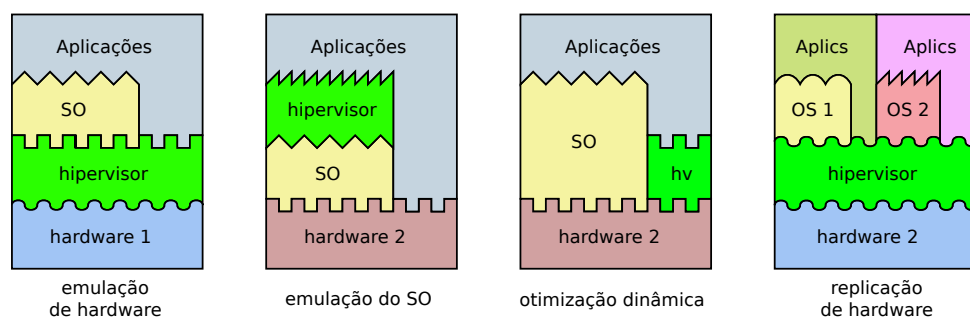 Aplicações
SO
hipervisor
hardware 1
emulação
de hardware
Aplicações
hipervisor
SO
hardware 2
emulação do SO
Aplicações
SO
hv
hardware 2
otimização dinâmica
Aplics
Aplics
OS 1
OS 2
hipervisor
hardware 2
replicação
de hardware